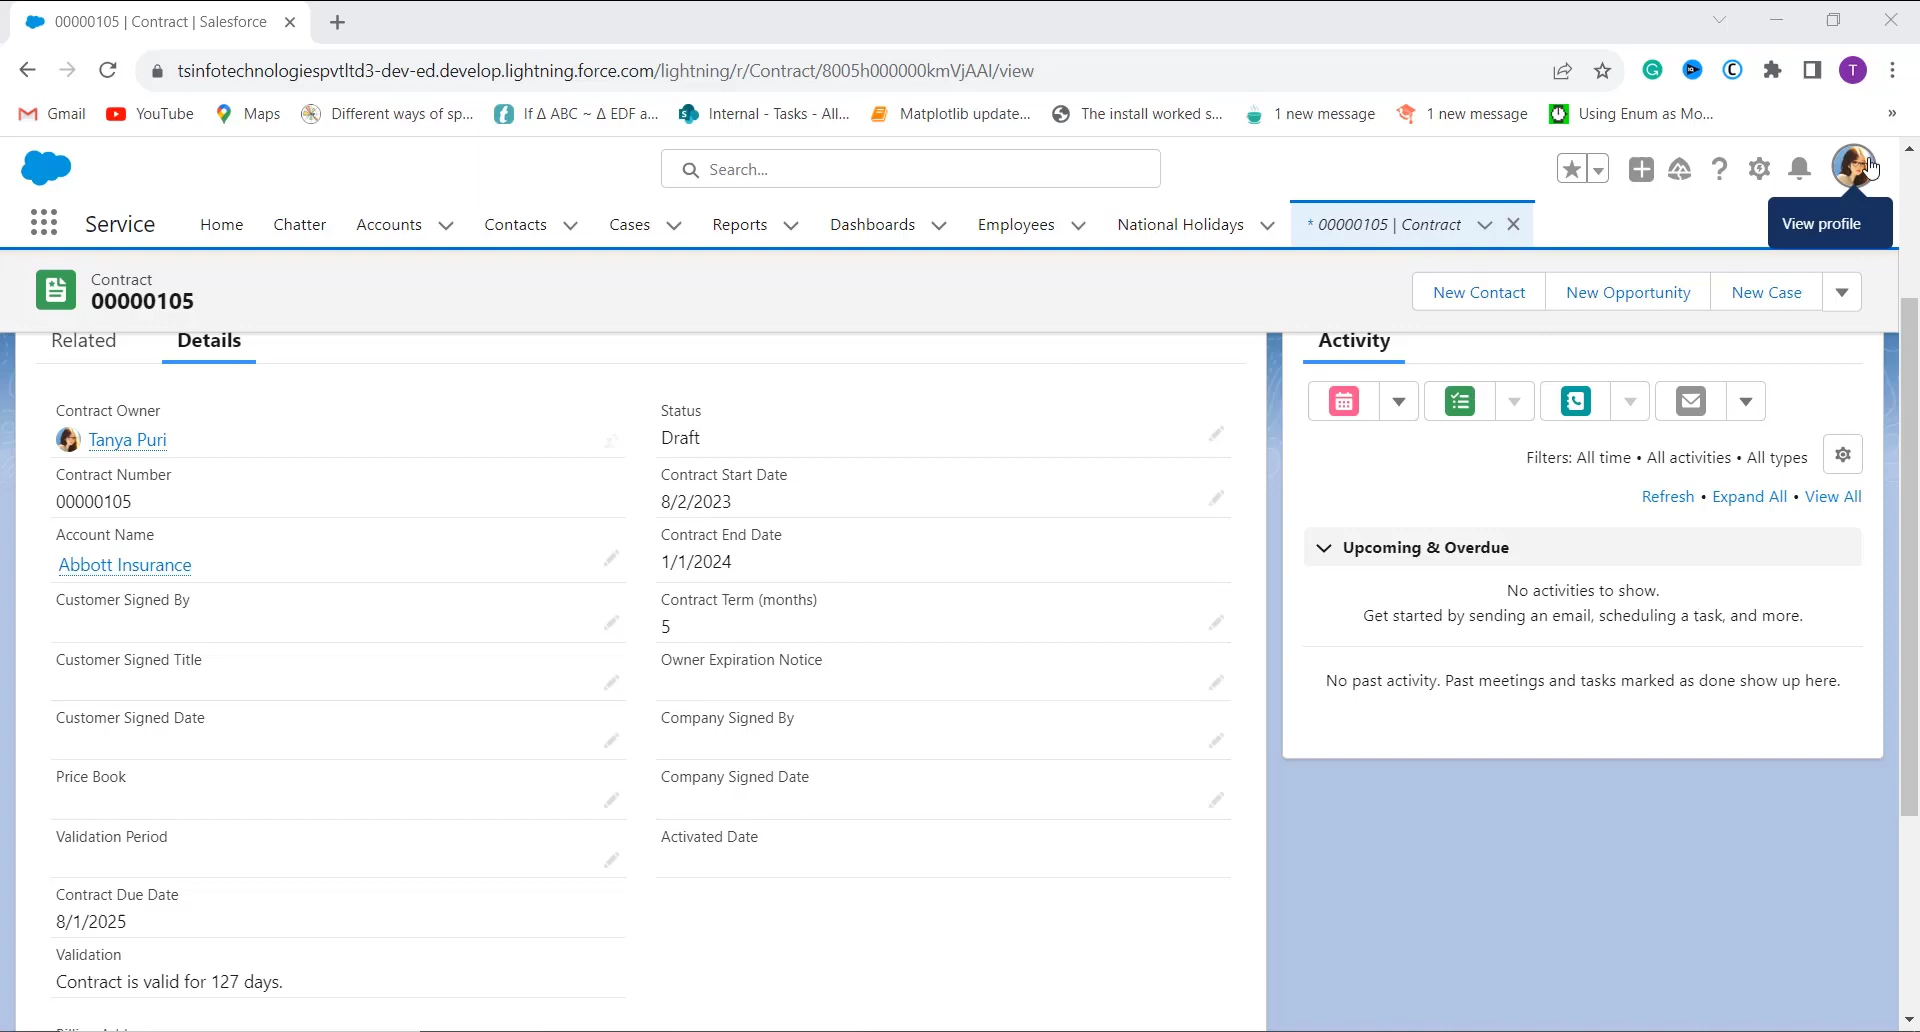 00000105 | Contract | Salesforce
tsinfotechnologiespvtltd3-dev-ed.develop.lightning.force.com/lightning/r/Contract/8005h000000kmVjAAI/view
T
Gmail
YouTube
Maps
Different ways of sp...
If Δ ABC ~ Δ EDF a...
Internal - Tasks - All...
Matplotlib update...
The install worked s...
1 new message
1 new message
Using Enum as Mo...
»
Search...
Service
Home
Chatter
Accounts
Contacts
Cases
Reports
Dashboards
Employees
National Holidays
* 00000105 | Contract
View profile
Contract
00000105
New Contact
New Opportunity
New Case
Related
Details
Contract Owner
Tanya Puri
Contract Number
00000105
Account Name
Abbott Insurance
Customer Signed By
Customer Signed Title
Customer Signed Date
Price Book
Validation Period
Contract Due Date
8/1/2025
Validation
Contract is valid for 127 days.
Status
Draft
Contract Start Date
8/2/2023
Contract End Date
1/1/2024
Contract Term (months)
5
Owner Expiration Notice
Company Signed By
Company Signed Date
Activated Date
Activity
Filters: All time • All activities • All types
Refresh • Expand All • View All
Upcoming & Overdue
No activities to show.
Get started by sending an email, scheduling a task, and more.
No past activity. Past meetings and tasks marked as done show up here.